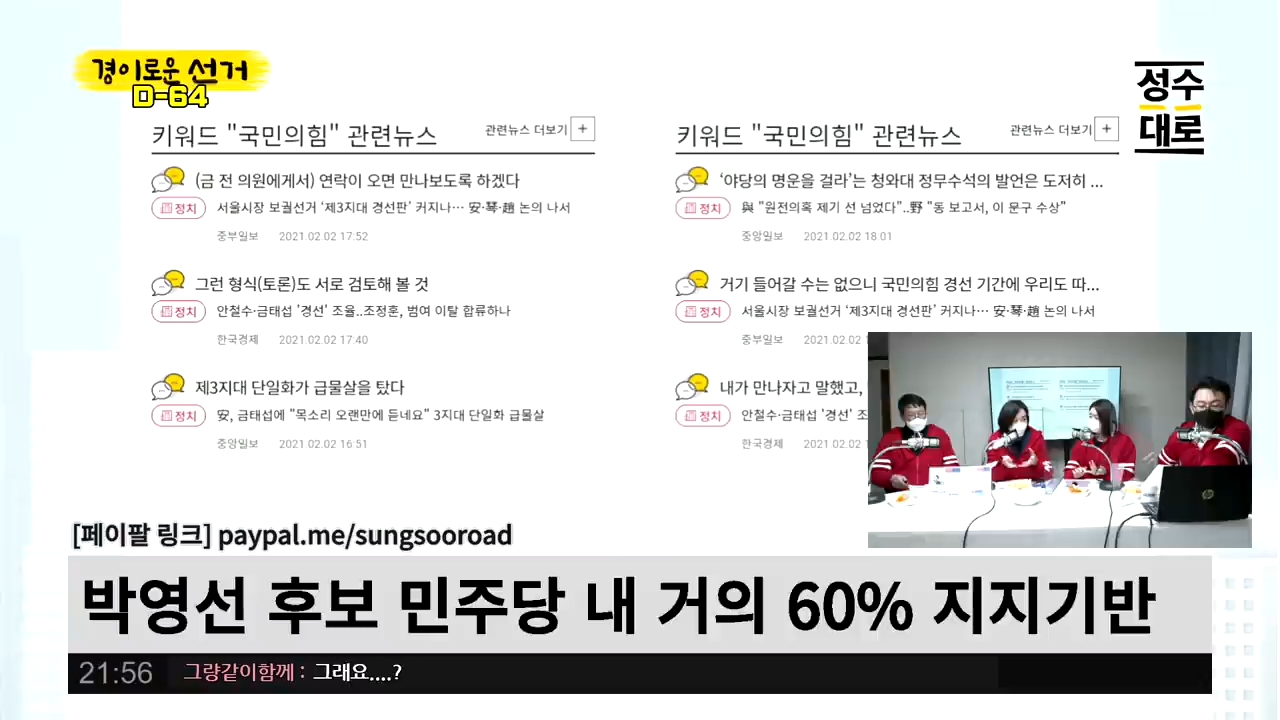 경이로운 선거
D-64
성수
대로
키워드 "국민의힘" 관련뉴스
관련뉴스 더보기 +
(금 전 의원에게서) 연락이 오면 만나보도록 하겠다
정치 서울시장 보궐선거 ‘제3지대 경선판’ 커지나… 安·琴·趙 논의 나서
중부일보 2021.02.02 17:52
그런 형식(토론)도 서로 검토해 볼 것
정치 안철수·금태섭 '경선' 조율..조정훈, 범여 이탈 합류하나
한국경제 2021.02.02 17:40
제3지대 단일화가 급물살을 탔다
정치 安, 금태섭에 "목소리 오랜만에 듣네요" 3지대 단일화 급물살
중앙일보 2021.02.02 16:51
키워드 "국민의힘" 관련뉴스
관련뉴스 더보기 +
‘야당의 명운을 걸라’는 청와대 정무수석의 발언은 도저히 ...
정치 與 "원전의혹 제기 선 넘었다"..野 "동 보고서, 이 문구 수상"
중앙일보 2021.02.02 18:01
거기 들어갈 수는 없으니 국민의힘 경선 기간에 우리도 따...
정치 서울시장 보궐선거 ‘제3지대 경선판’ 커지나… 安·琴·趙 논의 나서
중부일보 2021.02.02 1
내가 만나자고 말했고,
정치 안철수·금태섭 '경선' 조
한국경제 2021.02.02 1
[페이팔 링크] paypal.me/sungsooroad
박영선 후보 민주당 내 거의 60% 지지기반
21:56 그량같이함께 : 그래요....?